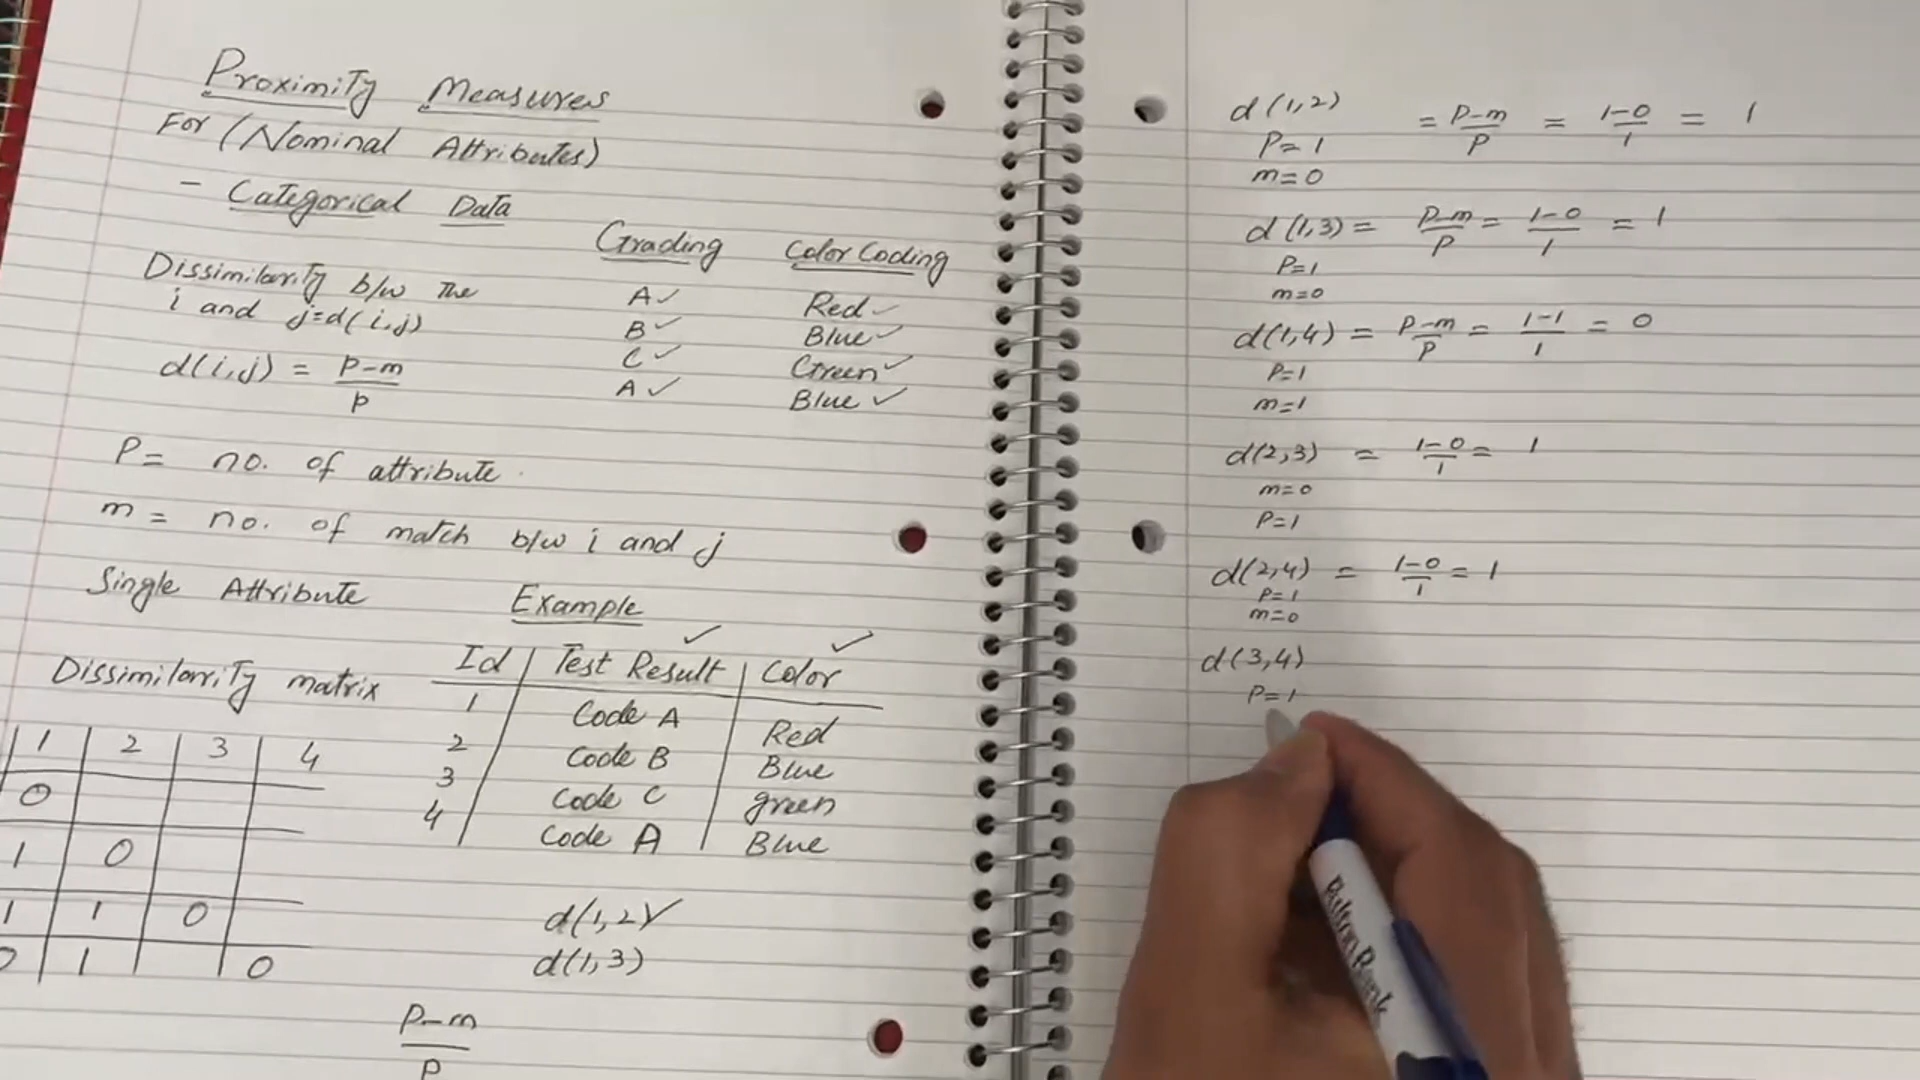 Proximity Measures
For (Nominal Attributes)
- Categorical Data
Grading Color Coding
Dissimilarity b/w the
i and j = d(i,j)
A✓ Red✓
B✓ Blue✓
C✓ Green✓
A✓ Blue✓
d(i,j) = P-m
P
P = no. of attribute
m = no. of match b/w i and j
Single Attribute Example
✓ ✓
Dissimilarity matrix
Id Test Result Color
1 Code A Red
2 Code B Blue
3 Code C green
4 Code A Blue
1 2 3 4
0
1 0
1 1 0
0 1 0
d(1,2)✓
d(1,3)
P-m
P
d(1,2) = P-m/P = 1-0/1 = 1
P=1
m=0
d(1,3) = P-m/P = 1-0/1 = 1
P=1
m=0
d(1,4) = P-m/P = 1-1/1 = 0
P=1
m=1
d(2,3) = 1-0/1 = 1
m=0
P=1
d(2,4) = 1-0/1 = 1
P=1
m=0
d(3,4)
P=1